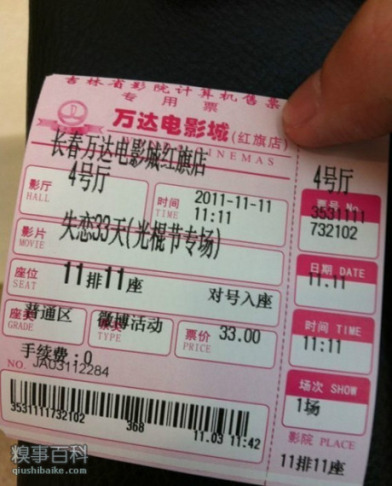 吉林省影院计算机售票
专用票
万达电影城(红旗店)
CINEMAS
长春万达电影城红旗店
影厅 HALL 4号厅
时间 TIME 2011-11-11 11:11
影片 MOVIE 失恋33天(光棍节专场)
座位 SEAT 11排11座 对号入座
座类 GRADE 普通区
TYPE 微博活动
票价 PRICE 33.00
手续费:0
NO. JA03112284
3531111732102 368 11.03 11:42
4号厅
票号 No.
3531111
732102
日期 DATE
11.11
时间 TIME
11:11
场次 SHOW
1场
影院 PLACE
11排11座
糗事百科
qiushibaike.com